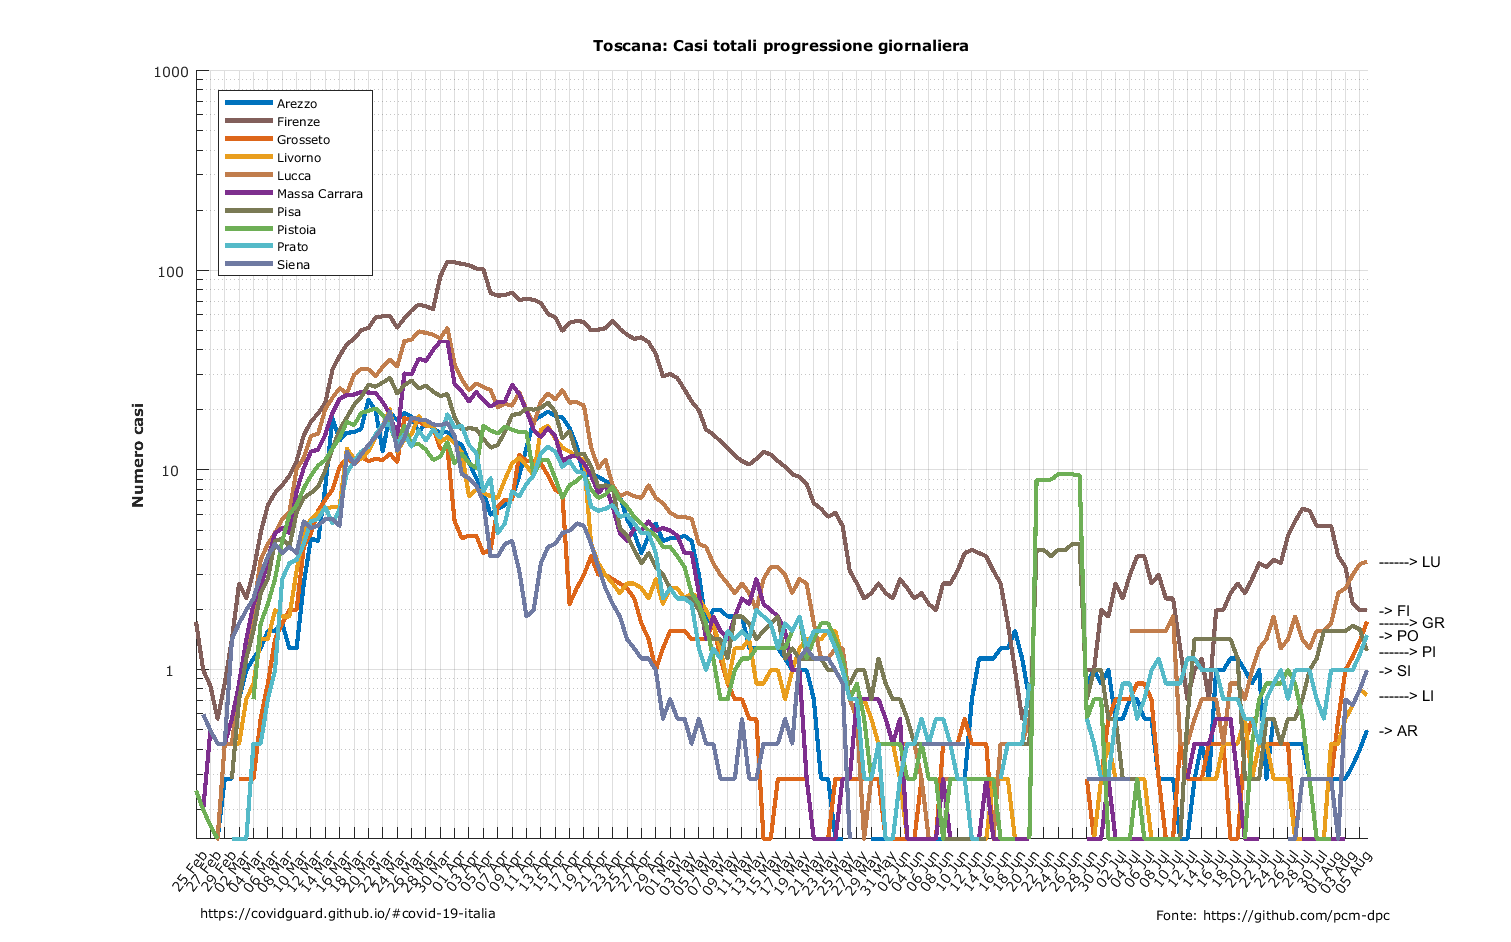 Toscana: Casi totali progressione giornaliera
1000
100
10
1
Numero casi
Arezzo
Firenze
Grosseto
Livorno
Lucca
Massa Carrara
Pisa
Pistoia
Prato
Siena
------> LU
-> FI
------> GR
-> PO
------> PI
-> SI
------> LI
-> AR
25 Feb
27 Feb
29 Feb
02 Mar
04 Mar
06 Mar
08 Mar
10 Mar
12 Mar
14 Mar
16 Mar
18 Mar
20 Mar
22 Mar
24 Mar
26 Mar
28 Mar
30 Mar
01 Apr
03 Apr
05 Apr
07 Apr
09 Apr
11 Apr
13 Apr
15 Apr
17 Apr
19 Apr
21 Apr
23 Apr
25 Apr
27 Apr
29 Apr
01 May
03 May
05 May
07 May
09 May
11 May
13 May
15 May
17 May
19 May
21 May
23 May
25 May
27 May
29 May
31 May
02 Jun
04 Jun
06 Jun
08 Jun
10 Jun
12 Jun
14 Jun
16 Jun
18 Jun
20 Jun
22 Jun
24 Jun
26 Jun
28 Jun
30 Jun
02 Jul
04 Jul
06 Jul
08 Jul
10 Jul
12 Jul
14 Jul
16 Jul
18 Jul
20 Jul
22 Jul
24 Jul
26 Jul
28 Jul
30 Jul
01 Aug
03 Aug
05 Aug
https://covidguard.github.io/#covid-19-italia
Fonte: https://github.com/pcm-dpc